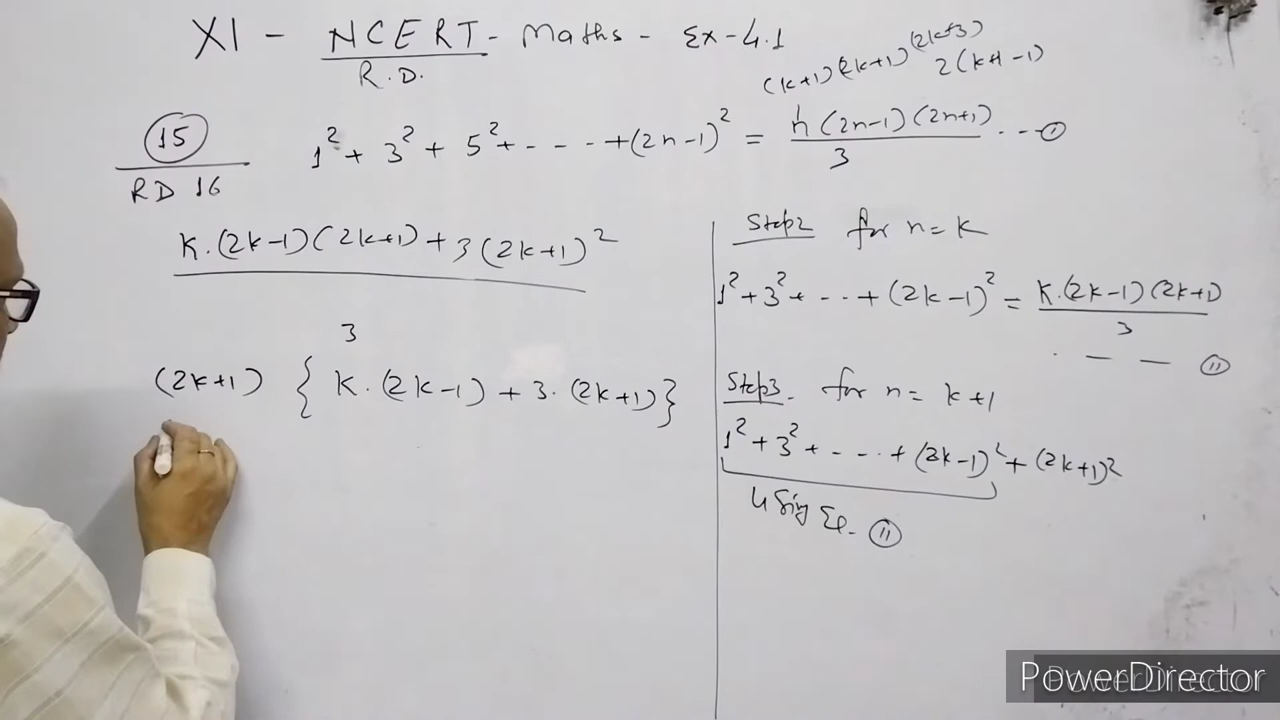 XI - NCERT - Maths - Ex-4.1
R.D.
(k+1)(2k+1)(2k+3)
2(k+1-1)
15
RD 16
1² + 3² + 5² + - - - + (2n-1)² = n(2n-1)(2n+1)/3 --- (i)
k.(2k-1)(2k+1) + 3(2k+1)²
3
(2k+1) { k.(2k-1) + 3.(2k+1) }
Step2 for n=k
1² + 3² + - .. + (2k-1)² = k.(2k-1)(2k+1)/3
. - - (ii)
Step3. for n = k+1
1² + 3² + - - . . + (2k-1)² + (2k+1)²
Using Eq. (ii)
PowerDirector